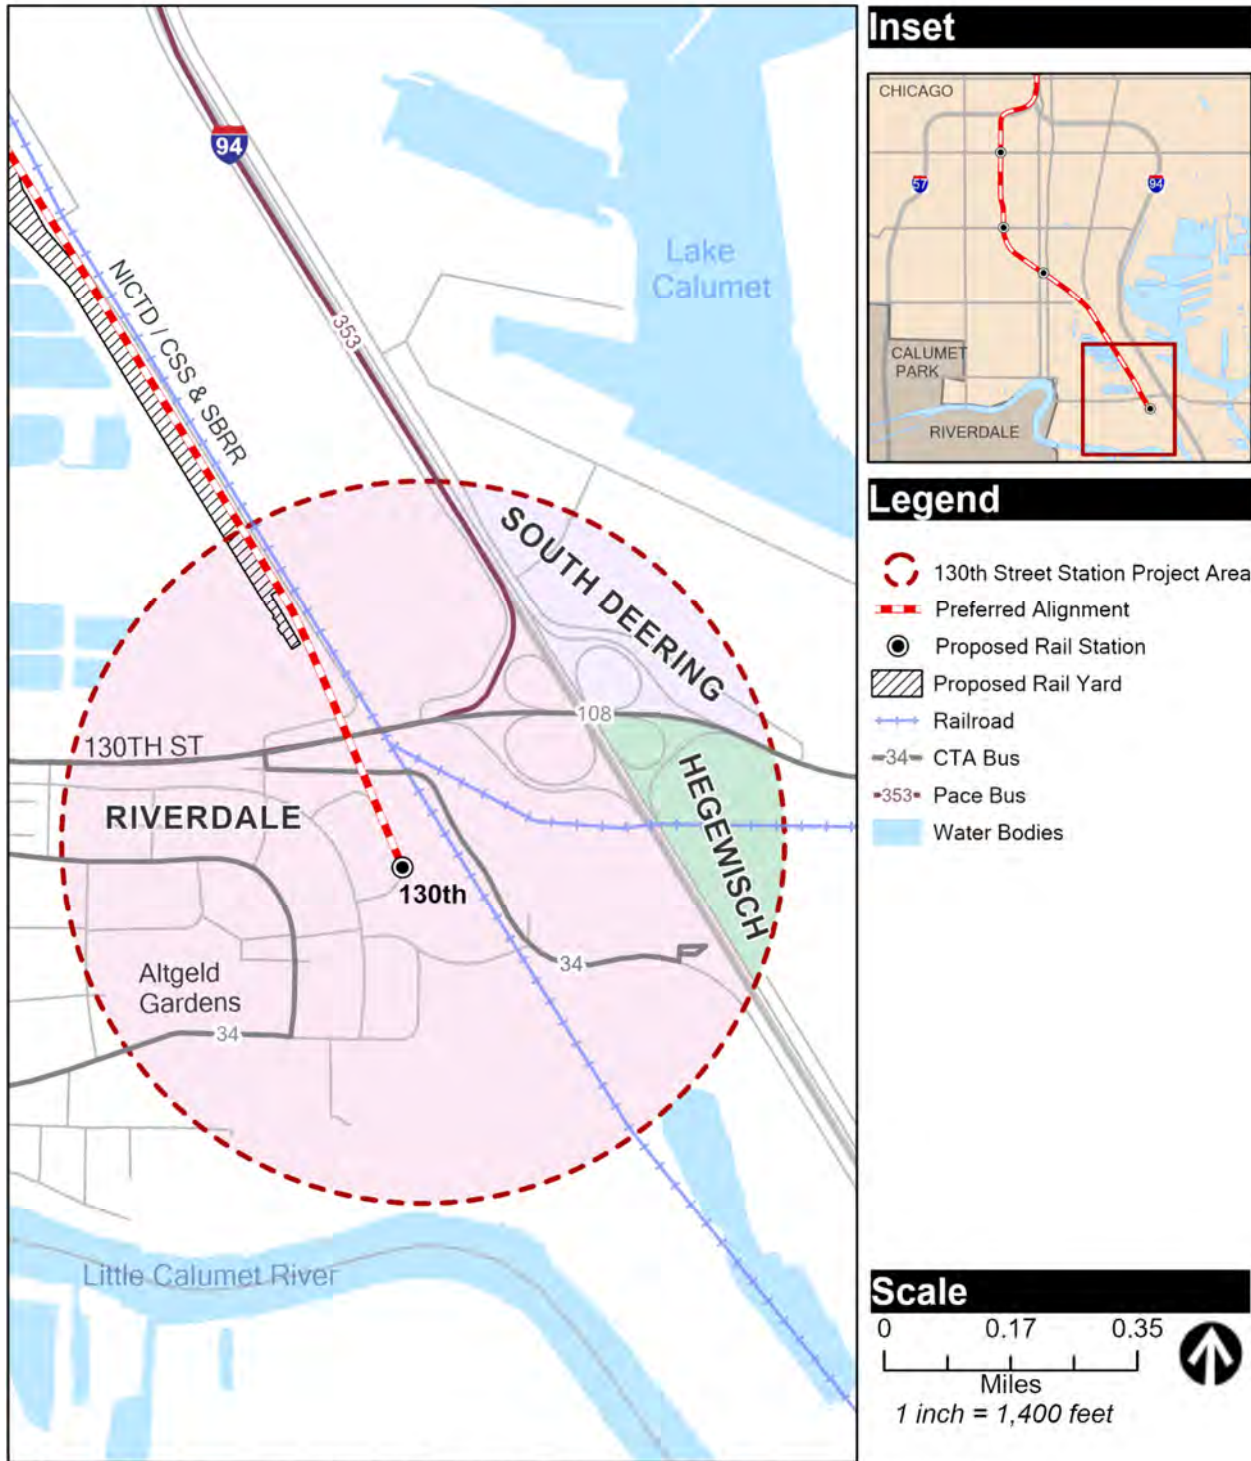 94
Lake
Calumet
353
NICTD / CSS & SBRR
SOUTH DEERING
108
130TH ST
HEGEWISCH
RIVERDALE
130th
34
Altgeld
Gardens
34
Little Calumet River
Inset
CHICAGO
57
94
CALUMET
PARK
RIVERDALE
Legend
130th Street Station Project Area
Preferred Alignment
Proposed Rail Station
Proposed Rail Yard
Railroad
34 CTA Bus
353 Pace Bus
Water Bodies
Scale
0 0.17 0.35
Miles
1 inch = 1,400 feet